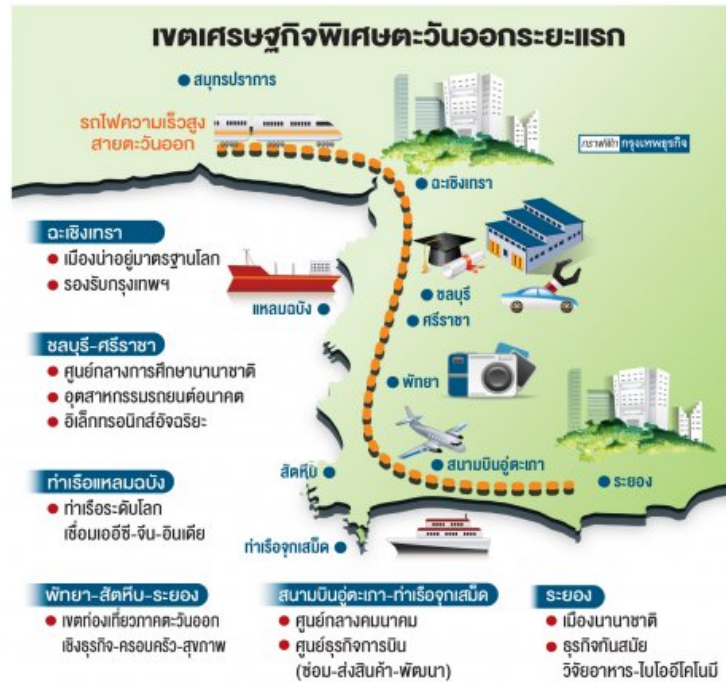 เขตเศรษฐกิจพิเศษตะวันออกระยะแรก
สมุทรปราการ
รถไฟความเร็วสูง
สายตะวันออก
กราฟฟิก กรุงเทพธุรกิจ
ฉะเชิงเทรา
ฉะเชิงเทรา
เมืองน่าอยู่มาตรฐานโลก
รองรับกรุงเทพฯ
แหลมฉบัง
ชลบุรี
ศรีราชา
ชลบุรี-ศรีราชา
ศูนย์กลางการศึกษานานาชาติ
อุตสาหกรรมรถยนต์อนาคต
อิเล็กทรอนิกส์อัจฉริยะ
พัทยา
สนามบินอู่ตะเภา
สัตหีบ
ระยอง
ท่าเรือแหลมฉบัง
ท่าเรือระดับโลก
เชื่อมเออีซี-จีน-อินเดีย
ท่าเรือจุกเสม็ด
พัทยา-สัตหีบ-ระยอง
เขตท่องเที่ยวภาคตะวันออก
เชิงธุรกิจ-ครอบครัว-สุขภาพ
สนามบินอู่ตะเภา-ท่าเรือจุกเสม็ด
ศูนย์กลางคมนาคม
ศูนย์ธุรกิจการบิน
(ซ่อม-ส่งสินค้า-พัฒนา)
ระยอง
เมืองนานาชาติ
ธุรกิจทันสมัย
วิจัยอาหาร-ไบโออีโคโนมี